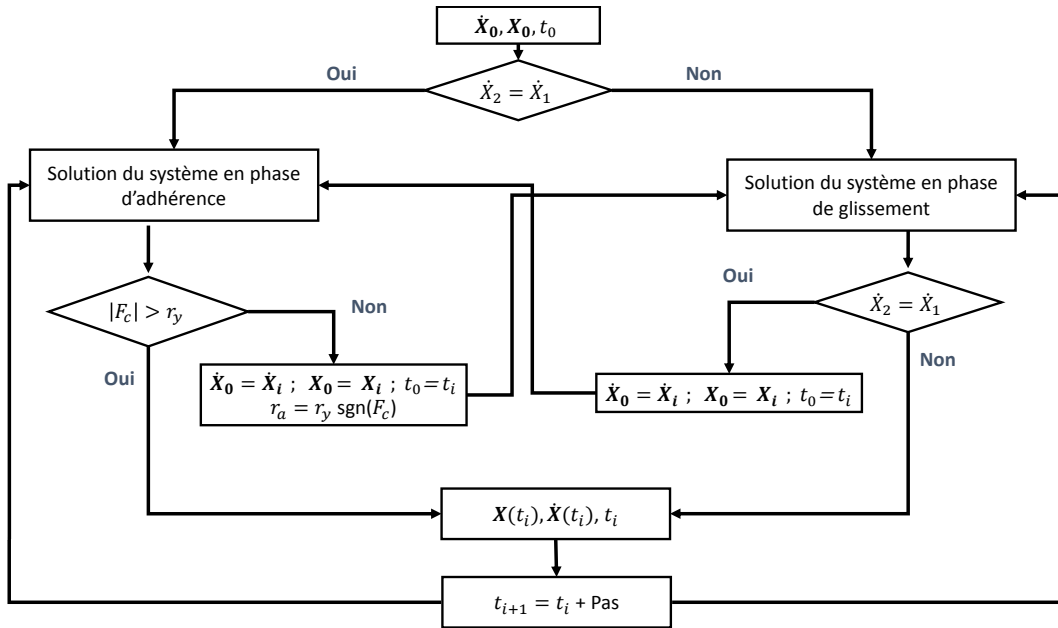 Ẋ₀, X₀, t₀
Oui
Non
Ẋ₂ = Ẋ₁
Solution du système en phase
d'adhérence
Solution du système en phase
de glissement
|F_c| > r_y
Non
Oui
Oui
Ẋ₂ = Ẋ₁
Non
Ẋ₀ = Ẋᵢ ; X₀ = Xᵢ ; t₀ = tᵢ
r_a = r_y sgn(F_c)
Ẋ₀ = Ẋᵢ ; X₀ = Xᵢ ; t₀ = tᵢ
X(tᵢ), Ẋ(tᵢ), tᵢ
tᵢ₊₁ = tᵢ + Pas